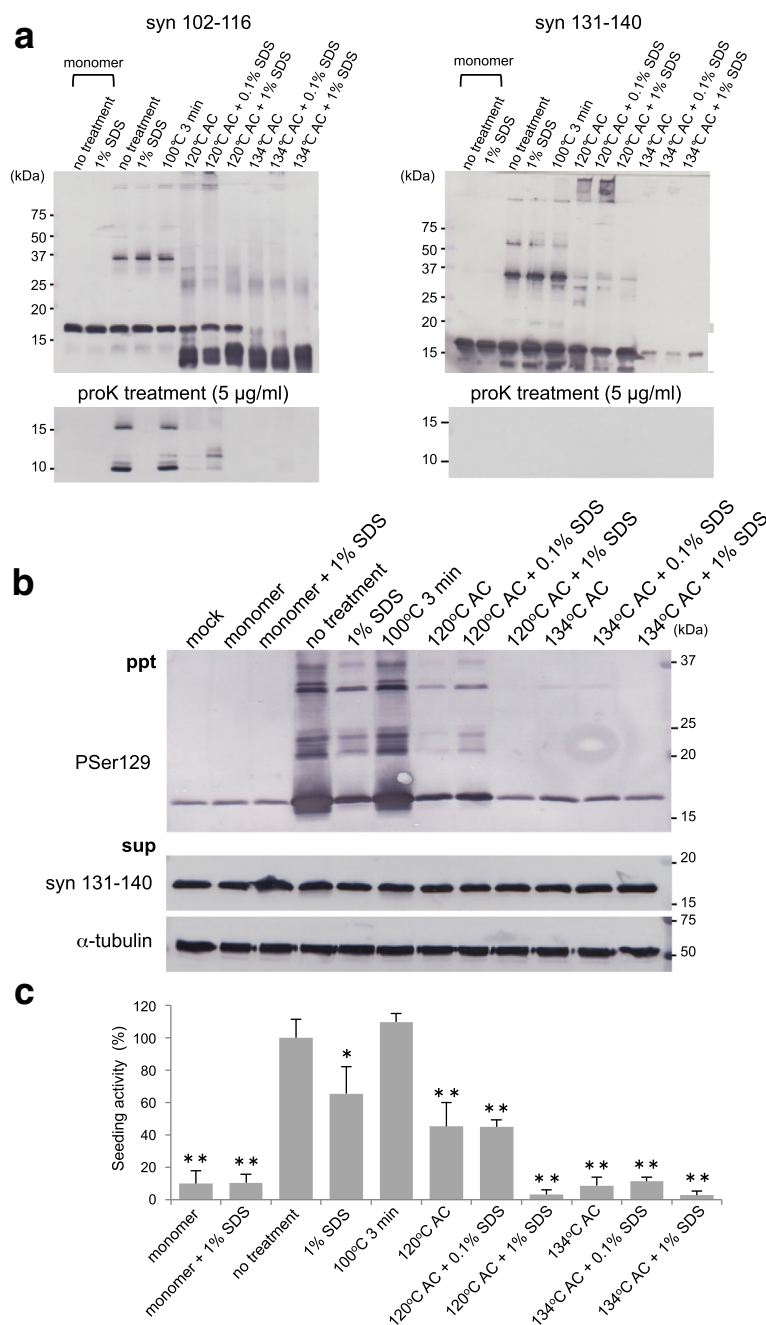 a
syn 102-116
syn 131-140
monomer
monomer
no treatment
1% SDS
no treatment
1% SDS
100℃ 3 min
120℃ AC
120℃ AC + 0.1% SDS
120℃ AC + 1% SDS
134℃ AC
134℃ AC + 0.1% SDS
134℃ AC + 1% SDS
no treatment
1% SDS
no treatment
1% SDS
100℃ 3 min
120℃ AC
120℃ AC + 0.1% SDS
120℃ AC + 1% SDS
134℃ AC
134℃ AC + 0.1% SDS
134℃ AC + 1% SDS
(kDa)
75
50
37
25
20
15
(kDa)
75
50
37
25
20
15
proK treatment (5 μg/ml)
proK treatment (5 μg/ml)
15
10
15
10
b
mock
monomer
monomer + 1% SDS
no treatment
1% SDS
100°C 3 min
120°C AC
120°C AC + 0.1% SDS
120°C AC + 1% SDS
134°C AC
134°C AC + 0.1% SDS
134°C AC + 1% SDS
(kDa)
ppt
37
25
20
PSer129
15
sup
20
syn 131-140
15
75
α-tubulin
50
c
Seeding activity (%)
120
100
80
60
40
20
0
** ** * ** ** ** ** ** **
monomer
monomer + 1% SDS
no treatment
1% SDS
100°C 3 min
120°C AC
120°C AC + 0.1% SDS
120°C AC + 1% SDS
134°C AC
134°C AC + 0.1% SDS
134°C AC + 1% SDS